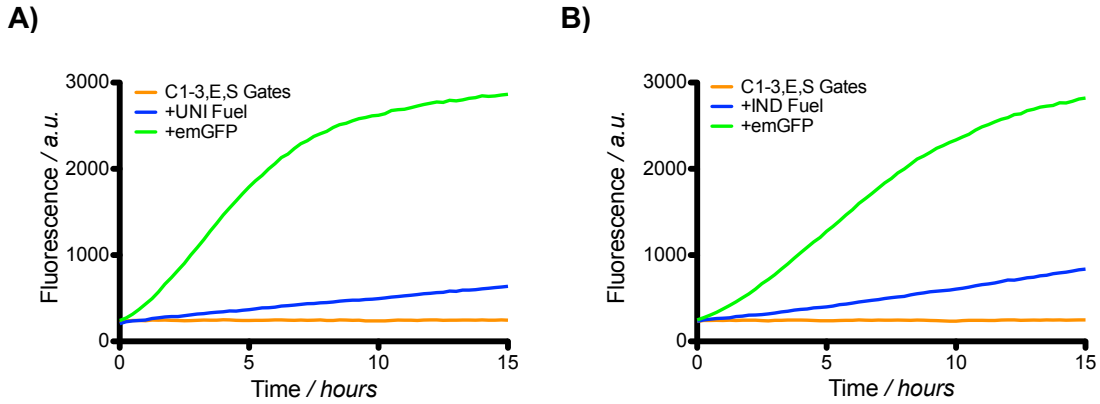 A)
3000
C1-3,E,S Gates
+UNI Fuel
+emGFP
2000
1000
0
Fluorescence / a.u.
0 5 10 15
Time / hours
B)
3000
C1-3,E,S Gates
+IND Fuel
+emGFP
2000
1000
0
Fluorescence / a.u.
0 5 10 15
Time / hours